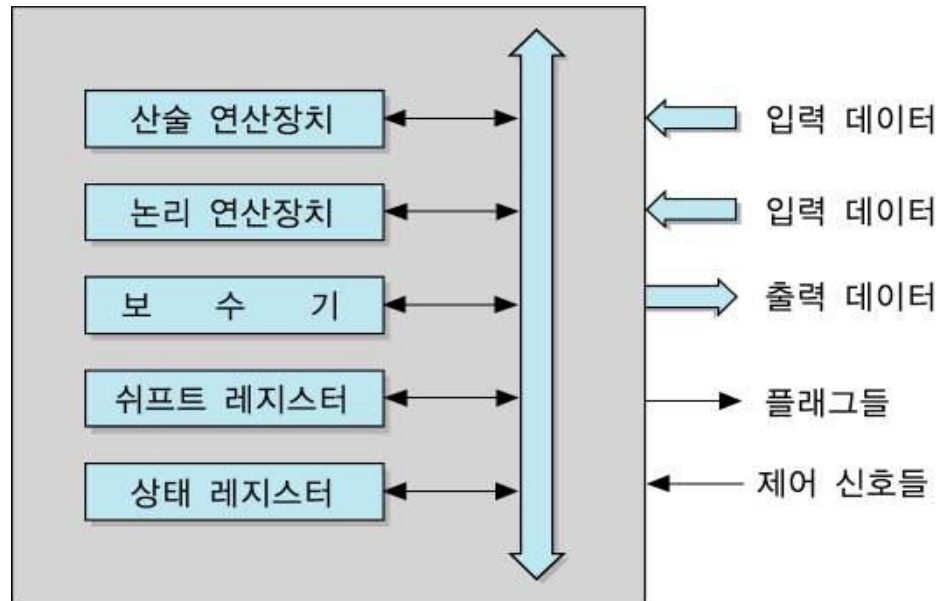 산술 연산장치
논리 연산장치
보 수 기
쉬프트 레지스터
상태 레지스터
입력 데이터
입력 데이터
출력 데이터
플래그들
제어 신호들